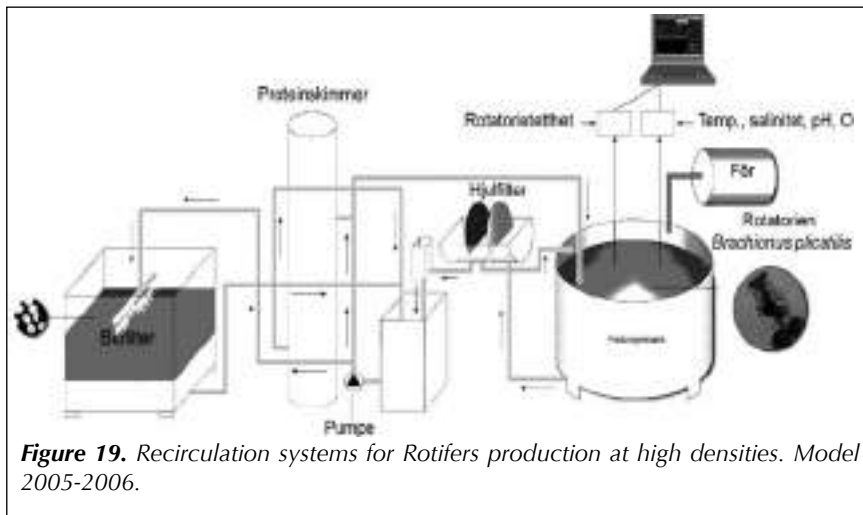 Proteinskimmer
Rotatorietetthet
Temp., salinitet, pH, O
Fôr
Hjulfilter
Rotatorien
Brachionus plicatilis
Biofilter
Pumpe
Figure 19. Recirculation systems for Rotifers production at high densities. Model
2005-2006.